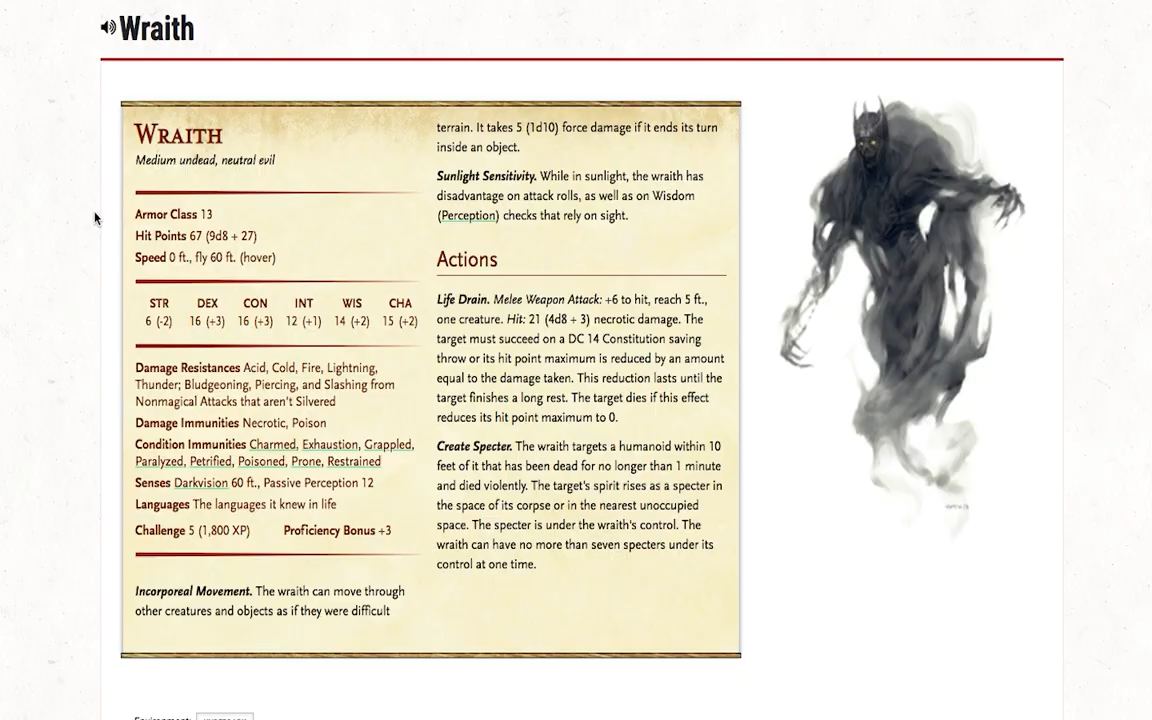 Wraith
WRAITH
Medium undead, neutral evil
Armor Class 13
Hit Points 67 (9d8 + 27)
Speed 0 ft., fly 60 ft. (hover)
STR DEX CON INT WIS CHA
6 (-2) 16 (+3) 16 (+3) 12 (+1) 14 (+2) 15 (+2)
Damage Resistances Acid, Cold, Fire, Lightning,
Thunder; Bludgeoning, Piercing, and Slashing from
Nonmagical Attacks that aren't Silvered
Damage Immunities Necrotic, Poison
Condition Immunities Charmed, Exhaustion, Grappled,
Paralyzed, Petrified, Poisoned, Prone, Restrained
Senses Darkvision 60 ft., Passive Perception 12
Languages The languages it knew in life
Challenge 5 (1,800 XP) Proficiency Bonus +3
Incorporeal Movement. The wraith can move through
other creatures and objects as if they were difficult
terrain. It takes 5 (1d10) force damage if it ends its turn
inside an object.
Sunlight Sensitivity. While in sunlight, the wraith has
disadvantage on attack rolls, as well as on Wisdom
(Perception) checks that rely on sight.
Actions
Life Drain. Melee Weapon Attack: +6 to hit, reach 5 ft.,
one creature. Hit: 21 (4d8 + 3) necrotic damage. The
target must succeed on a DC 14 Constitution saving
throw or its hit point maximum is reduced by an amount
equal to the damage taken. This reduction lasts until the
target finishes a long rest. The target dies if this effect
reduces its hit point maximum to 0.
Create Specter. The wraith targets a humanoid within 10
feet of it that has been dead for no longer than 1 minute
and died violently. The target's spirit rises as a specter in
the space of its corpse or in the nearest unoccupied
space. The specter is under the wraith's control. The
wraith can have no more than seven specters under its
control at one time.